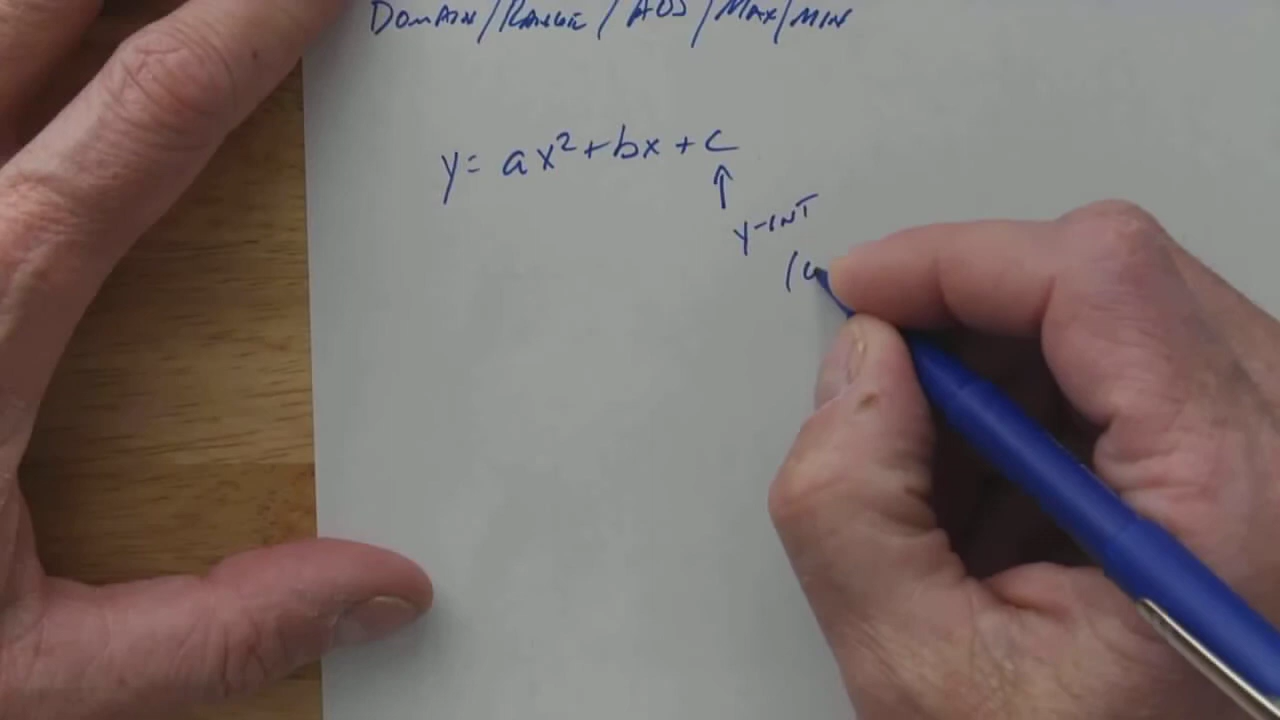 DOMAIN/RANGE/AOS/MAX/MIN
y= ax²+bx+c
↑
y-INT
(